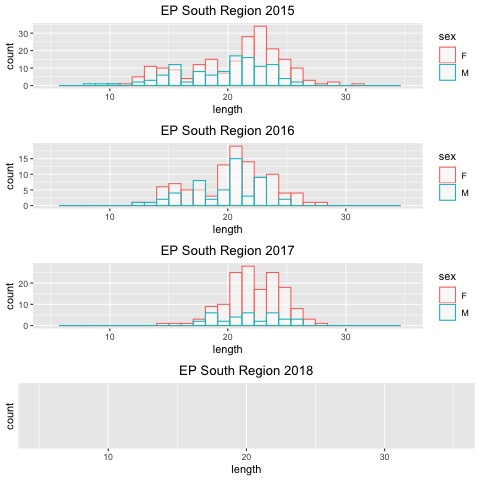 EP South Region 2015
count
30
20
10
0
10
20
30
length
sex
F
M
EP South Region 2016
count
15
10
5
0
10
20
30
length
sex
F
M
EP South Region 2017
count
20
10
0
10
20
30
length
sex
F
M
EP South Region 2018
count
10
20
30
length